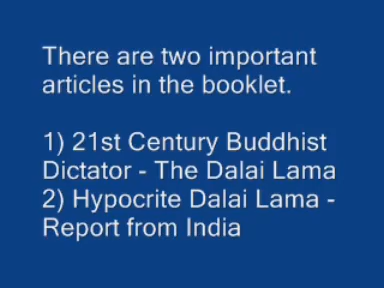 There are two important
articles in the booklet.
1) 21st Century Buddhist
Dictator - The Dalai Lama
2) Hypocrite Dalai Lama -
Report from India